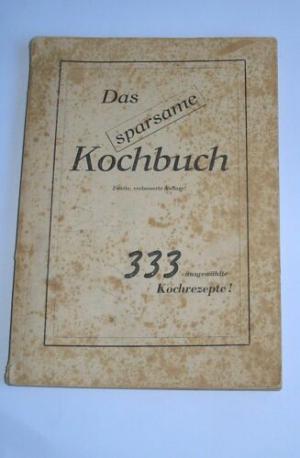 Das
sparsame
Kochbuch
Zweite, verbesserte Auflage!
333 ausgewählte
Kochrezepte!